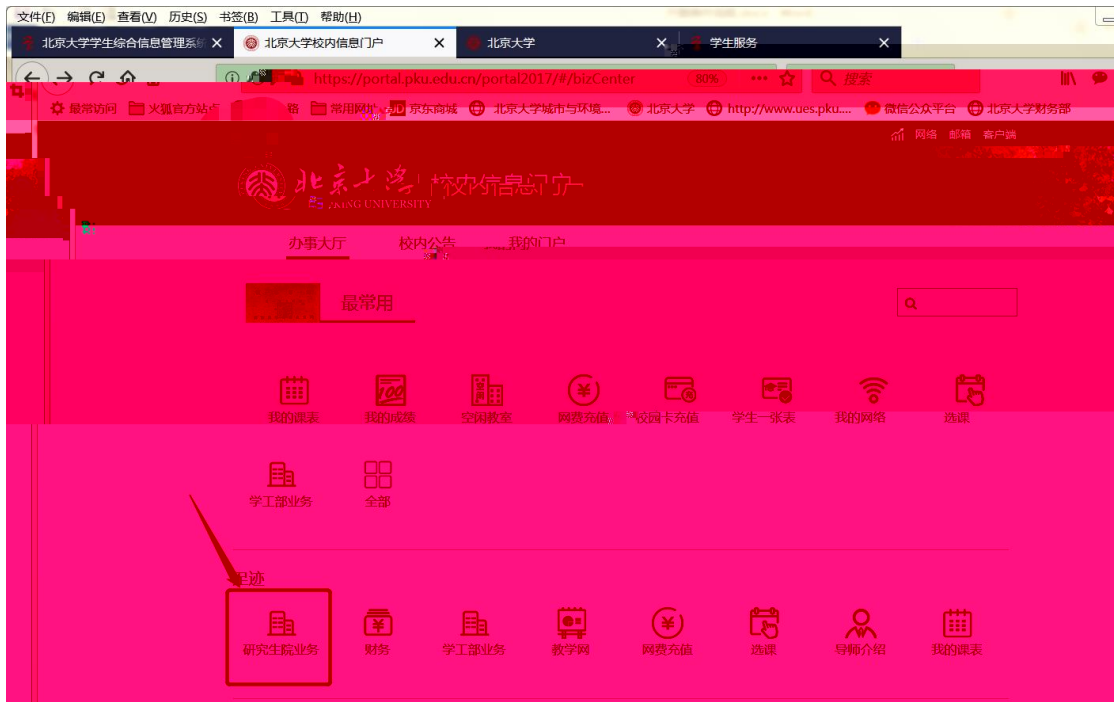 文件(F) 编辑(E) 查看(V) 历史(S) 书签(B) 工具(T) 帮助(H)
北京大学学生综合信息管理系统 北京大学校内信息门户 北京大学 学生服务
https://portal.pku.edu.cn/portal2017/#/bizCenter 80% 搜索
最常访问 火狐官方站点 常用网址 JD 京东商城 北京大学城市与环境... 北京大学 http://www.ues.pku.... 微信公众平台 北京大学财务部
网络 邮箱 客户端
北京大学 校内信息门户
PEKING UNIVERSITY
办事大厅 校内公告 我的门户
最常用
我的课表 我的成绩 空闲教室 网费充值 校园卡充值 学生一张表 我的网络 选课
学工部业务 全部
足迹
研究生院业务 财务 学工部业务 教学网 网费充值 选课 导师介绍 我的课表